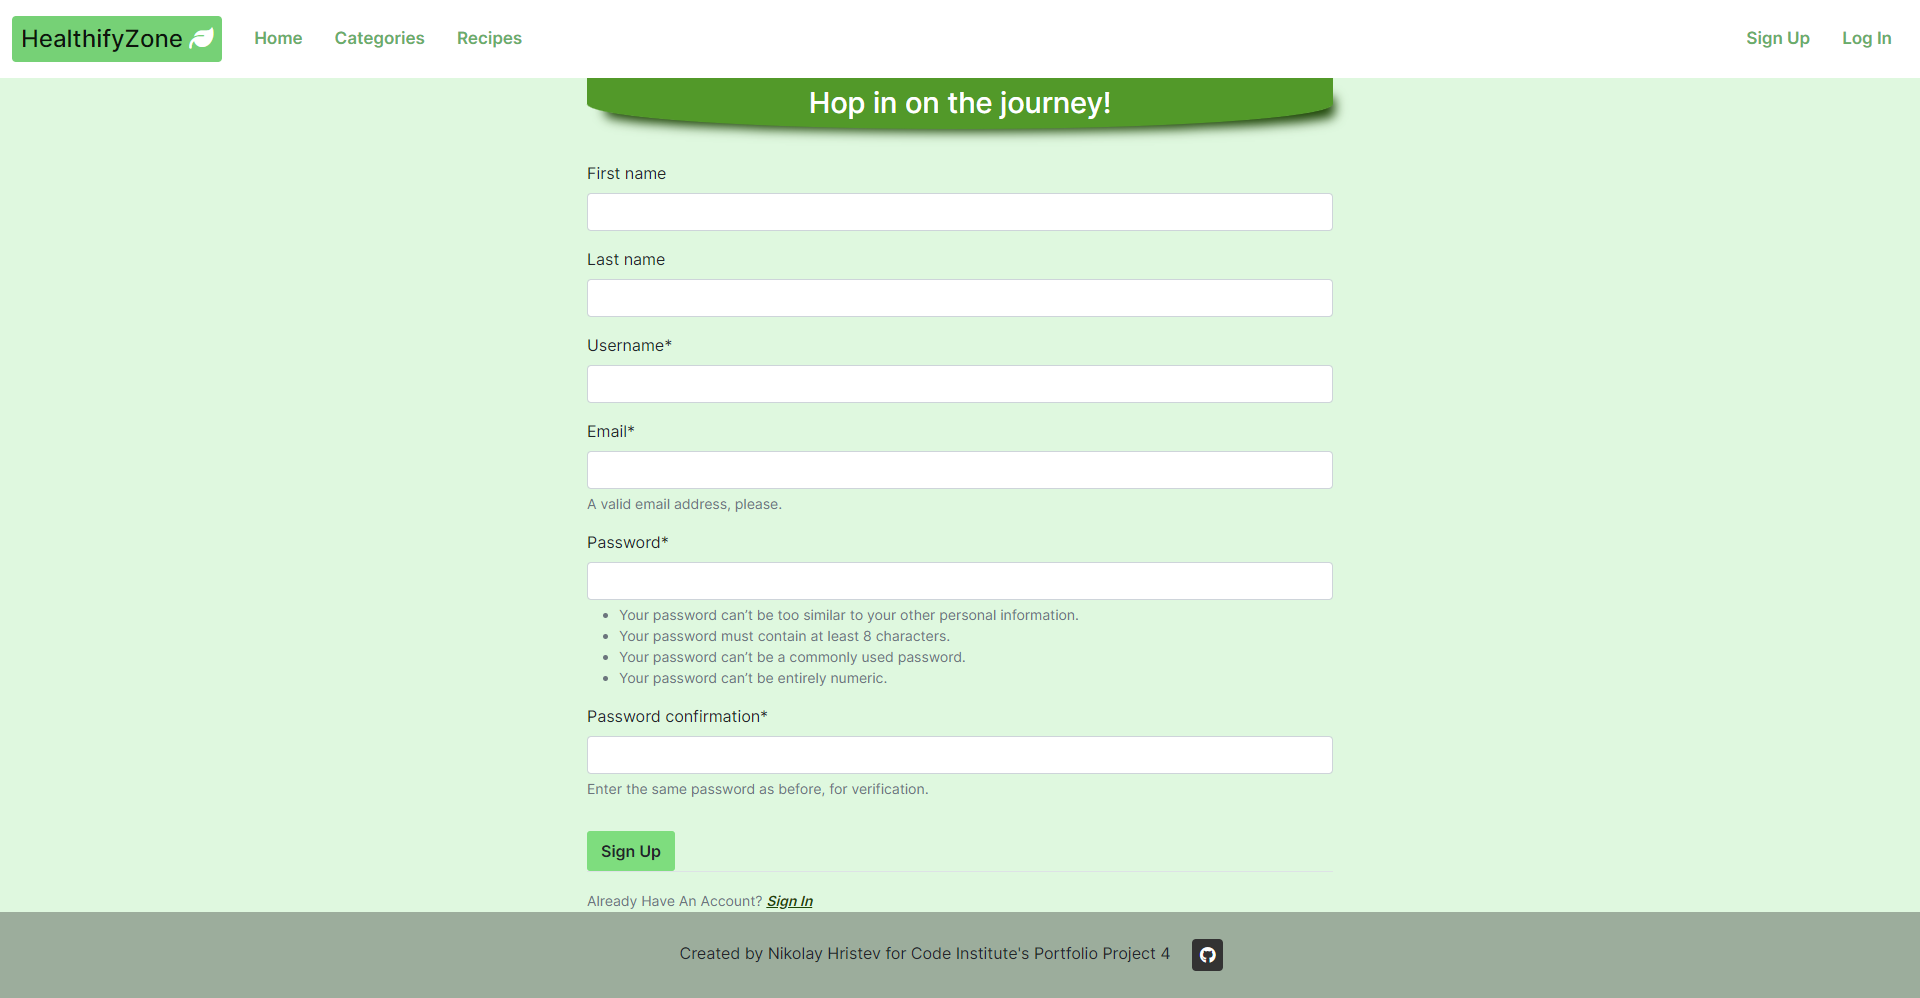 HealthifyZone
Home
Categories
Recipes
Sign Up
Log In
Hop in on the journey!
First name
Last name
Username*
Email*
A valid email address, please.
Password*
Your password can’t be too similar to your other personal information.
Your password must contain at least 8 characters.
Your password can’t be a commonly used password.
Your password can’t be entirely numeric.
Password confirmation*
Enter the same password as before, for verification.
Sign Up
Already Have An Account? Sign In
Created by Nikolay Hristev for Code Institute's Portfolio Project 4